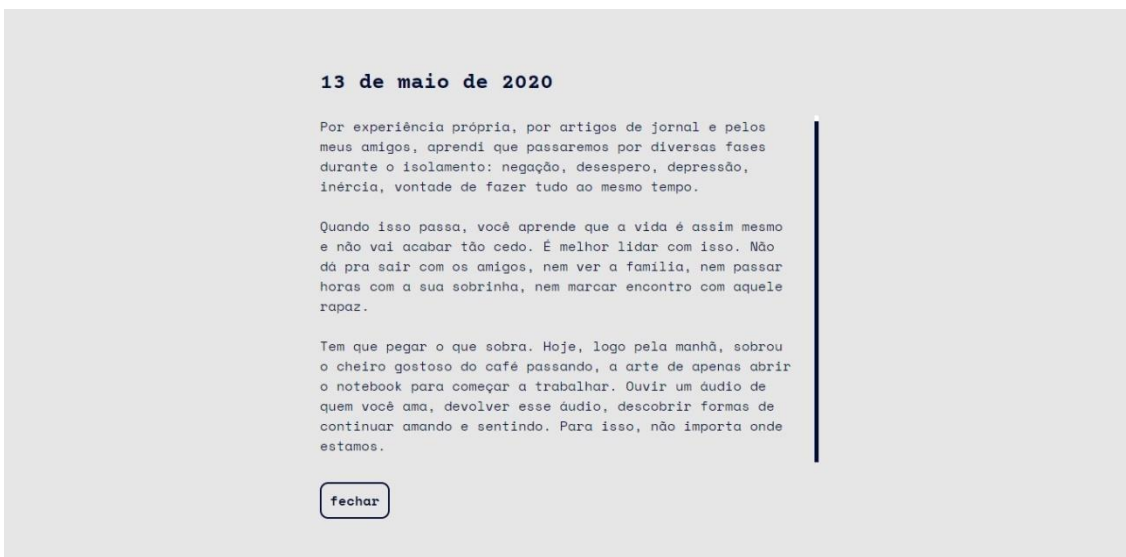 13 de maio de 2020
Por experiência própria, por artigos de jornal e pelos
meus amigos, aprendi que passaremos por diversas fases
durante o isolamento: negação, desespero, depressão,
inércia, vontade de fazer tudo ao mesmo tempo.
Quando isso passa, você aprende que a vida é assim mesmo
e não vai acabar tão cedo. É melhor lidar com isso. Não
dá pra sair com os amigos, nem ver a família, nem passar
horas com a sua sobrinha, nem marcar encontro com aquele
rapaz.
Tem que pegar o que sobra. Hoje, logo pela manhã, sobrou
o cheiro gostoso do café passando, a arte de apenas abrir
o notebook para começar a trabalhar. Ouvir um áudio de
quem você ama, devolver esse áudio, descobrir formas de
continuar amando e sentindo. Para isso, não importa onde
estamos.
fechar